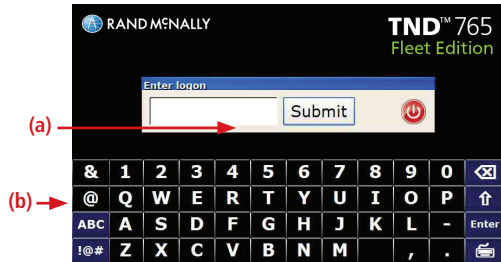 RAND MCNALLY
TND™ 765
Fleet Edition
Enter logon
Submit
(a)
& 1 2 3 4 5 6 7 8 9 0
(b)
@ Q W E R T Y U I O P
ABC A S D F G H J K L - Enter
!@# Z X C V B N M , .